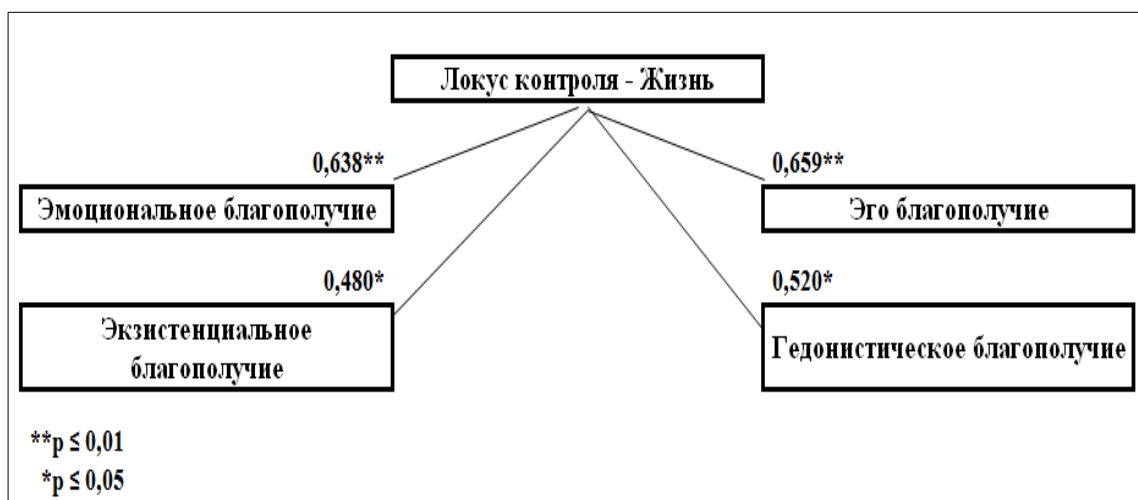 Локус контроля - Жизнь
0,638**
0,659**
Эмоциональное благополучие
Эго благополучие
0,480*
0,520*
Экзистенциальное
благополучие
Гедонистическое благополучие
**p ≤ 0,01
*p ≤ 0,05